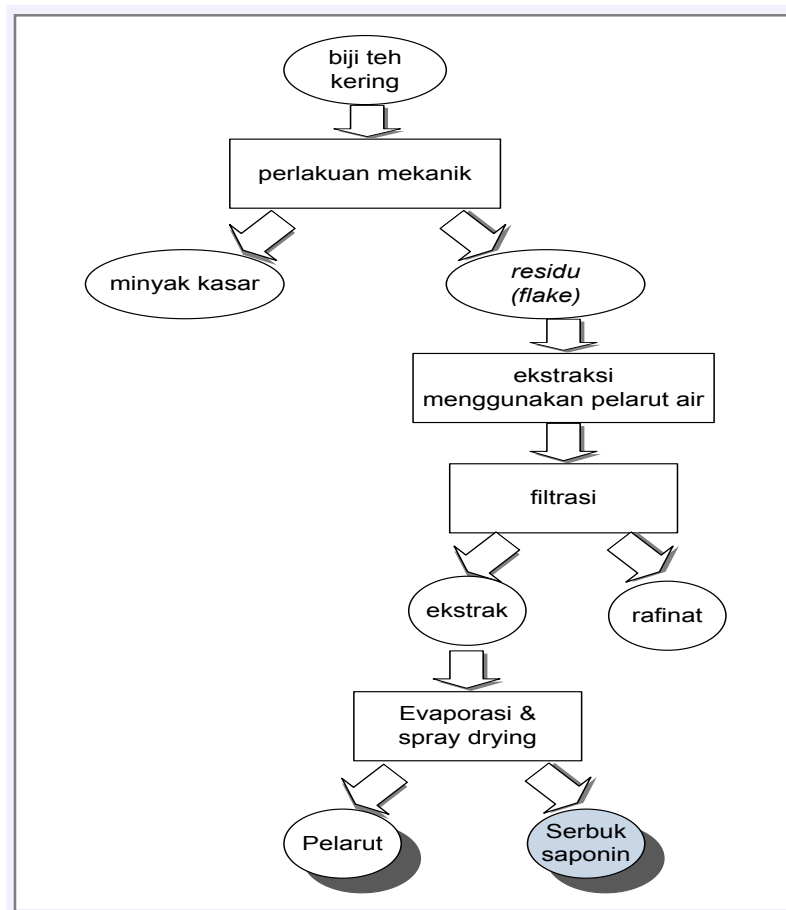 biji teh
kering
perlakuan mekanik
minyak kasar
residu
(flake)
ekstraksi
menggunakan pelarut air
filtrasi
ekstrak
rafinat
Evaporasi &
spray drying
Pelarut
Serbuk
saponin